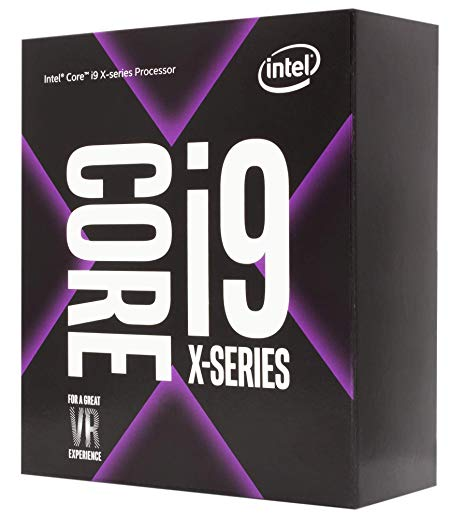 Intel® Core™ i9 X-series Processor
intel®
CORE
i9
X-SERIES
FOR A GREAT
VR
EXPERIENCE